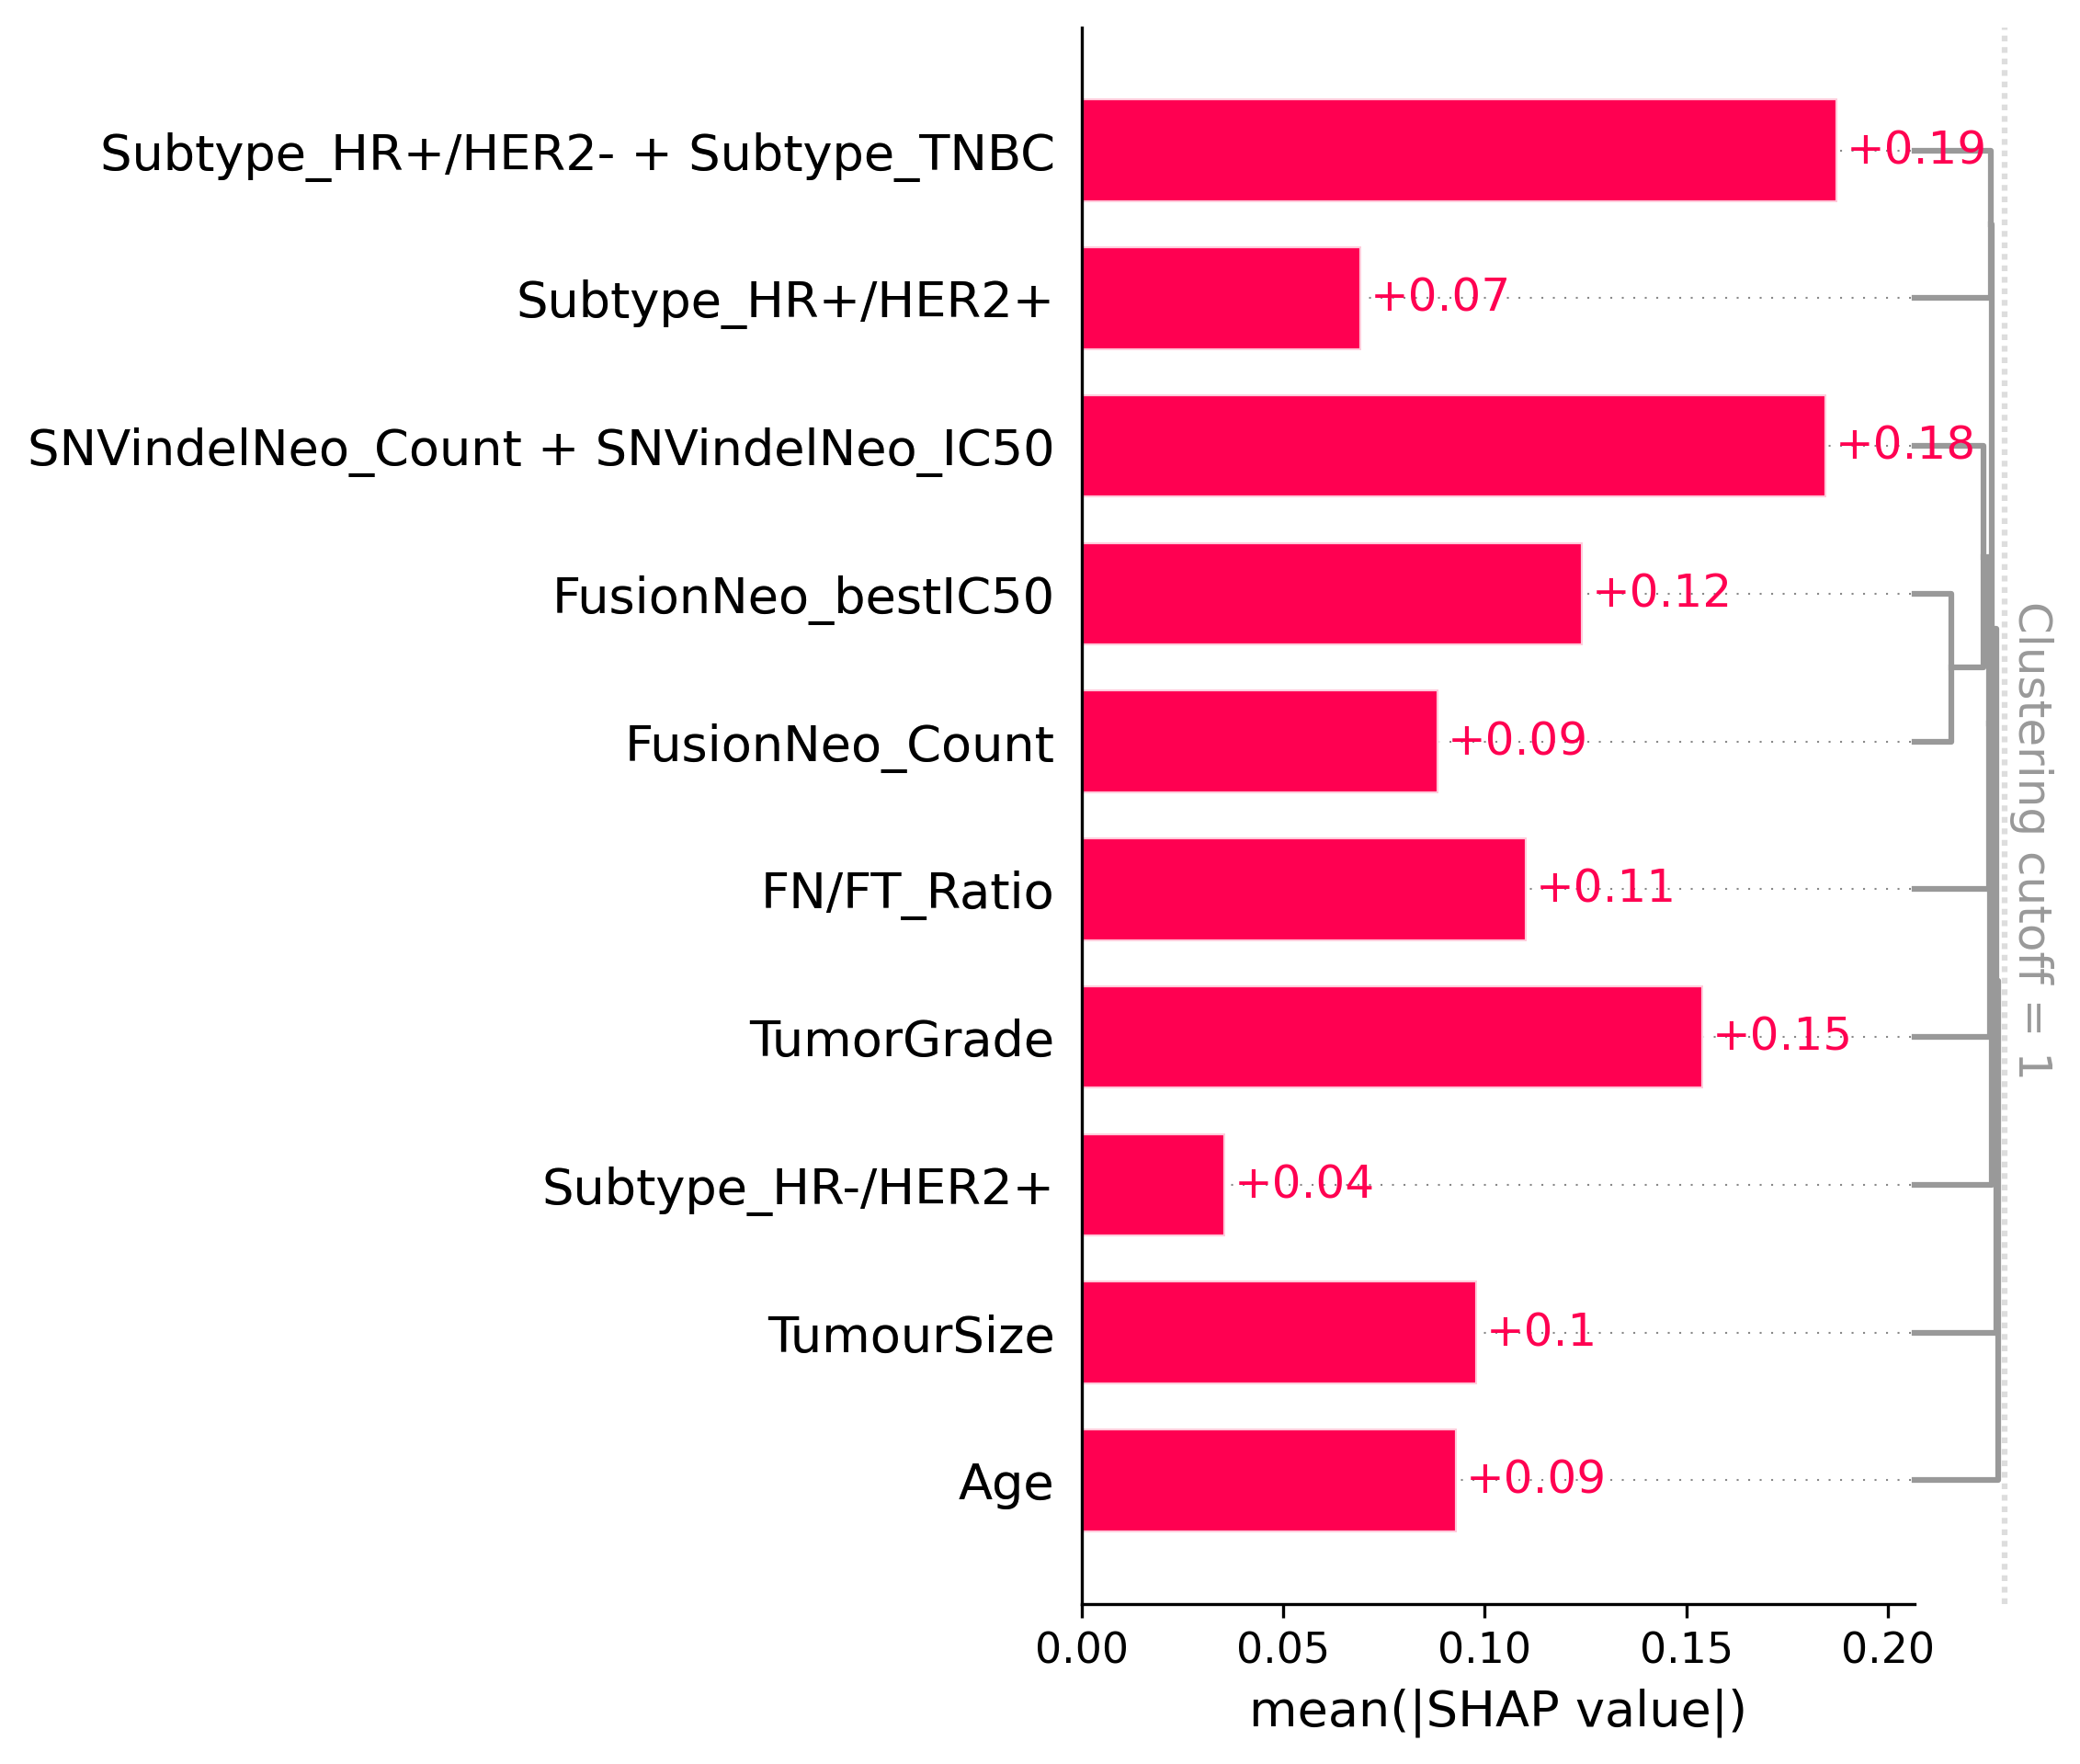 Subtype_HR+/HER2- + Subtype_TNBC +0.19
Subtype_HR+/HER2+ +0.07
SNVindelNeo_Count + SNVindelNeo_IC50 +0.18
FusionNeo_bestIC50 +0.12
FusionNeo_Count +0.09
FN/FT_Ratio +0.11
TumorGrade +0.15
Subtype_HR-/HER2+ +0.04
TumourSize +0.1
Age +0.09
Clustering cutoff = 1
0.00 0.05 0.10 0.15 0.20
mean(|SHAP value|)